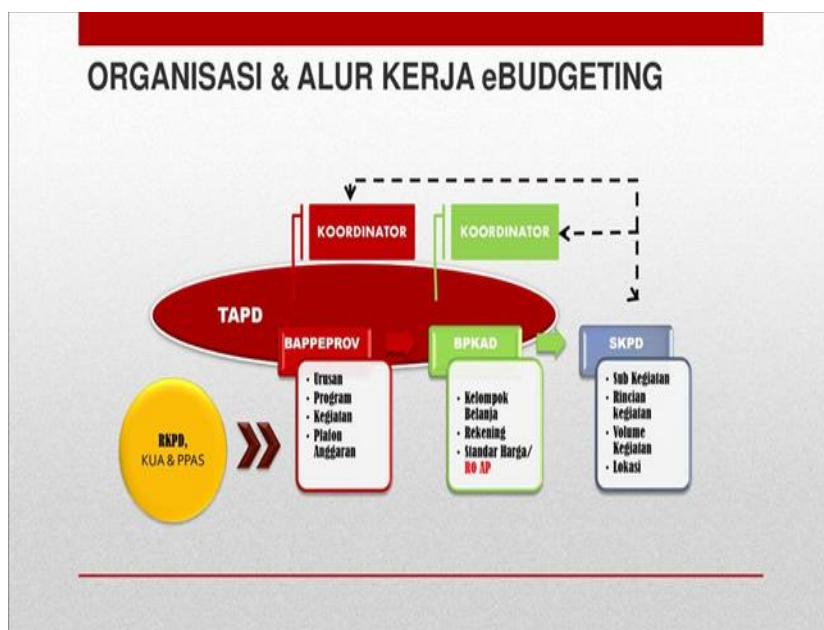 ORGANISASI & ALUR KERJA eBUDGETING
KOORDINATOR
KOORDINATOR
TAPD
BAPPEPROV
BPKAD
SKPD
RKPD,
KUA & PPAS
• Urusan
• Program
• Kegiatan
• Plafon
Anggaran
• Kelompok
Belanja
• Rekening
• Standar Harga/
RO AP
• Sub Kegiatan
• Rincian
kegiatan
• Volume
Kegiatan
• Lokasi